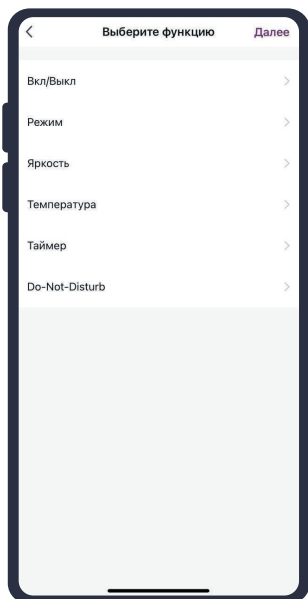 Выберите функцию Далее
Вкл/Выкл
Режим
Яркость
Температура
Таймер
Do-Not-Disturb